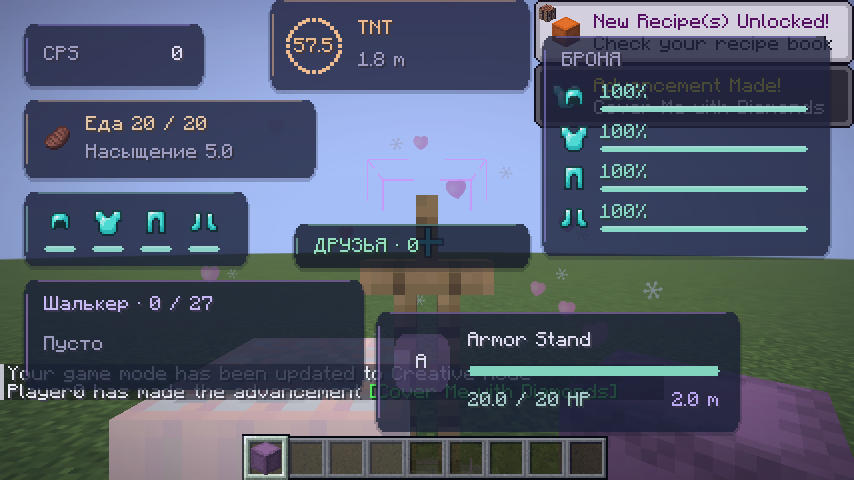 CPS 0
57.5
TNT
1.8 m
New Recipe(s) Unlocked!
Check your recipe book
БРОНЯ
Advancement Made!
Cover Me with Diamonds
100%
100%
100%
100%
Еда 20 / 20
Насыщение 5.0
ДРУЗЬЯ · 0
Шалькер · 0 / 27
Пусто
A
Armor Stand
20.0 / 20 HP 2.0 m
Your game mode has been updated to Creative Mode
Player0 has made the advancement [Cover Me with Diamonds]